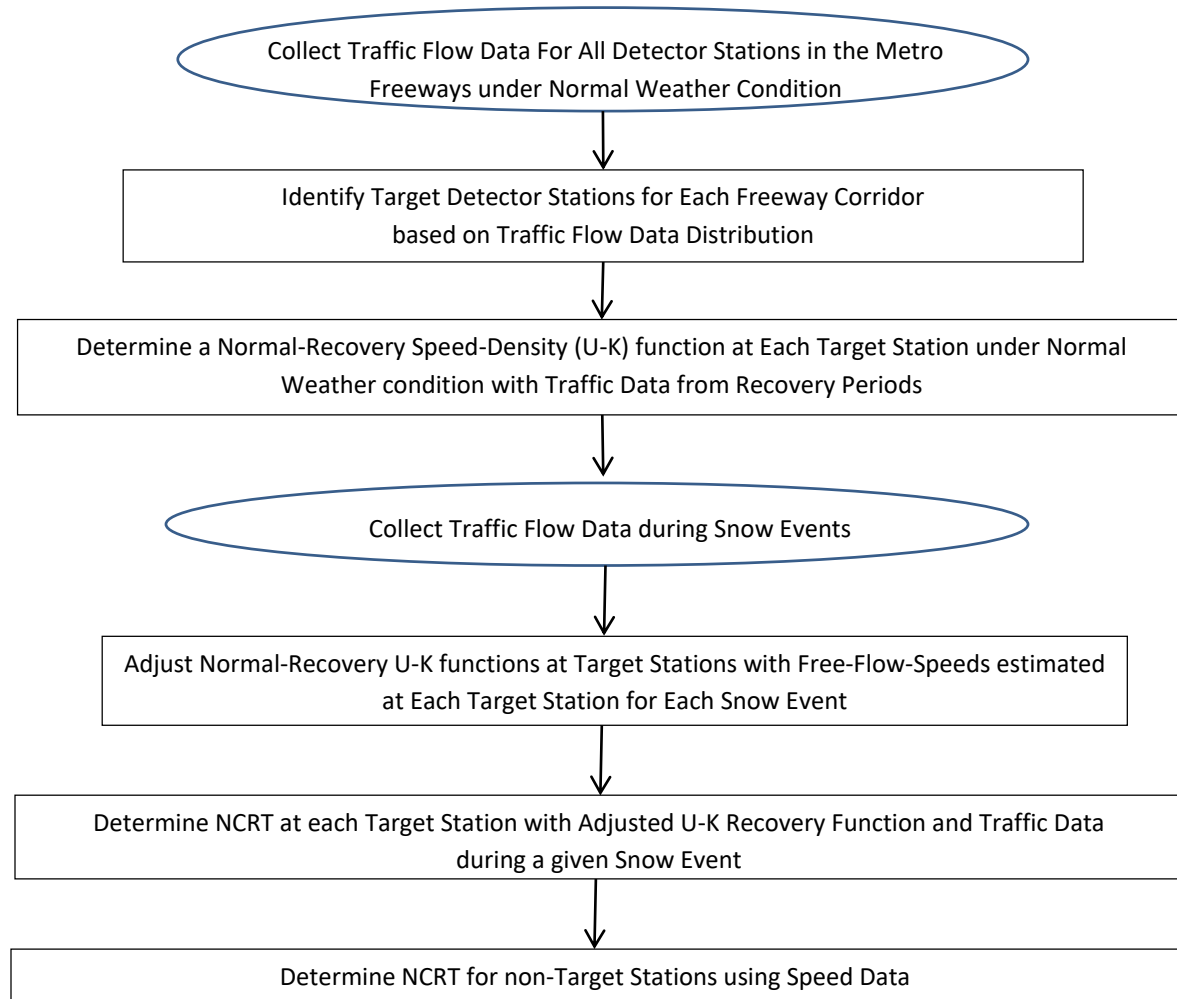 Collect Traffic Flow Data For All Detector Stations in the Metro
Freeways under Normal Weather Condition
Identify Target Detector Stations for Each Freeway Corridor
based on Traffic Flow Data Distribution
Determine a Normal-Recovery Speed-Density (U-K) function at Each Target Station under Normal
Weather condition with Traffic Data from Recovery Periods
Collect Traffic Flow Data during Snow Events
Adjust Normal-Recovery U-K functions at Target Stations with Free-Flow-Speeds estimated
at Each Target Station for Each Snow Event
Determine NCRT at each Target Station with Adjusted U-K Recovery Function and Traffic Data
during a given Snow Event
Determine NCRT for non-Target Stations using Speed Data